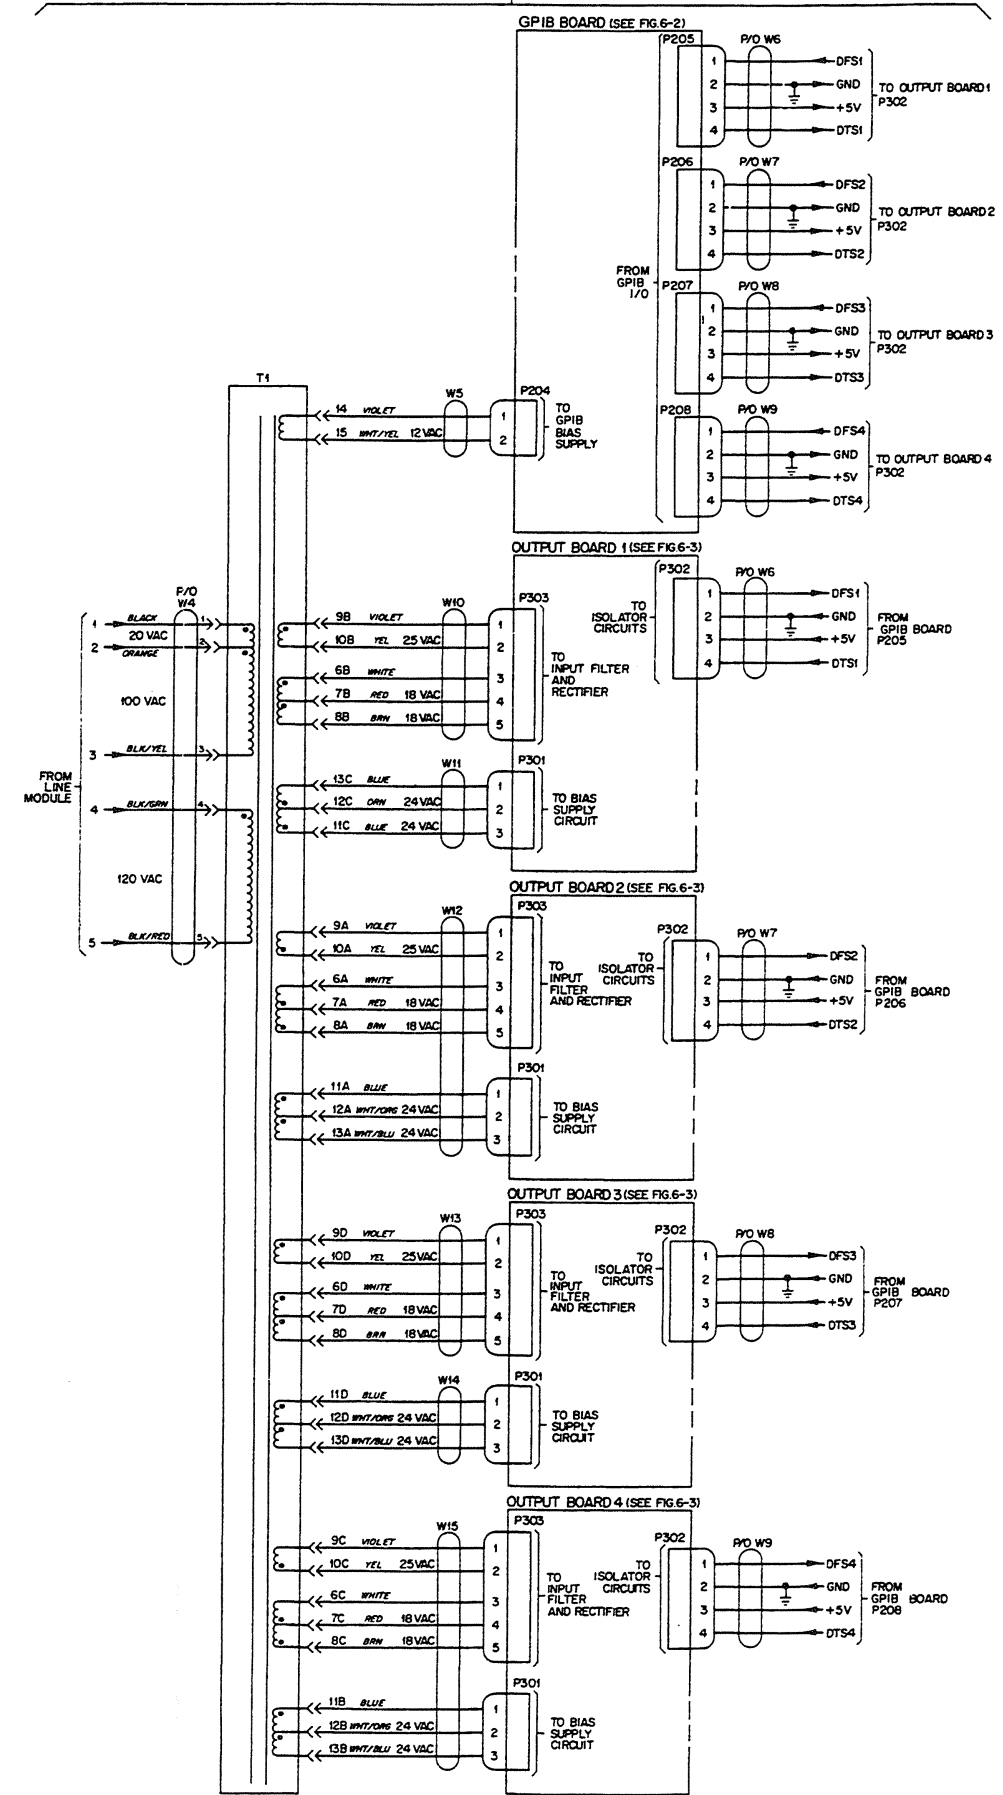 GPIB BOARD (SEE FIG.6-2)
P205
P/O W6
1
DFS1
2
GND
3
+5V
4
DTS1
TO OUTPUT BOARD 1
P302
P206
P/O W7
1
DFS2
2
GND
3
+5V
4
DTS2
TO OUTPUT BOARD 2
P302
FROM
GPIB
I/O
P207
P/O W8
1
DFS3
2
GND
3
+5V
4
DTS3
TO OUTPUT BOARD 3
P302
P208
P/O W9
1
DFS4
2
GND
3
+5V
4
DTS4
TO OUTPUT BOARD 4
P302
T1
W5
P204
14 VIOLET
1
15 WHT/YEL 12 VAC
2
TO
GPIB
BIAS
SUPPLY
OUTPUT BOARD 1 (SEE FIG.6-3)
P/O
W4
1 BLACK 1
20 VAC
2 ORANGE 2
100 VAC
3 BLK/YEL 3
FROM
LINE
MODULE
4 BLK/GRN 4
120 VAC
5 BLK/RED 5
W10
P303
9B VIOLET 1
10B YEL 25 VAC 2
6B WHITE 3
7B RED 18 VAC 4
8B BRN 18 VAC 5
TO
INPUT FILTER
AND
RECTIFIER
TO
ISOLATOR
CIRCUITS
P302
P/O W6
1
DFS1
2
GND
3
+5V
4
DTS1
FROM
GPIB BOARD
P205
W11
P301
13C BLUE 1
12C ORN 24 VAC 2
11C BLUE 24 VAC 3
TO BIAS
SUPPLY
CIRCUIT
OUTPUT BOARD 2 (SEE FIG.6-3)
W12
P303
9A VIOLET 1
10A YEL 25 VAC 2
6A WHITE 3
7A RED 18 VAC 4
8A BRN 18 VAC 5
TO
INPUT
FILTER
AND RECTIFIER
TO
ISOLATOR
CIRCUITS
P302
P/O W7
1
DFS2
2
GND
3
+5V
4
DTS2
FROM
GPIB BOARD
P206
P301
11A BLUE 1
12A WHT/ORG 24 VAC 2
13A WHT/BLU 24 VAC 3
TO BIAS
SUPPLY
CIRCUIT
OUTPUT BOARD 3 (SEE FIG.6-3)
W13
P303
9D VIOLET 1
10D YEL 25VAC 2
6D WHITE 3
7D RED 18VAC 4
8D BRN 18VAC 5
TO
INPUT
FILTER
AND RECTIFIER
TO
ISOLATOR
CIRCUITS
P302
P/O W8
1
DFS3
2
GND
3
+5V
4
DTS3
FROM
GPIB BOARD
P207
W14
P301
11D BLUE 1
12D WHT/ORG 24 VAC 2
13D WHT/BLU 24 VAC 3
TO BIAS
SUPPLY
CIRCUIT
OUTPUT BOARD 4 (SEE FIG.6-3)
W15
P303
9C VIOLET 1
10C YEL 25VAC 2
6C WHITE 3
7C RED 18VAC 4
8C BRN 18VAC 5
TO
INPUT
FILTER
AND RECTIFIER
TO
ISOLATOR
CIRCUITS
P302
P/O W9
1
DFS4
2
GND
3
+5V
4
DTS4
FROM
GPIB BOARD
P208
P301
11B BLUE 1
12B WHT/ORG 24 VAC 2
13B WHT/BLU 24 VAC 3
TO BIAS
SUPPLY
CIRCUIT